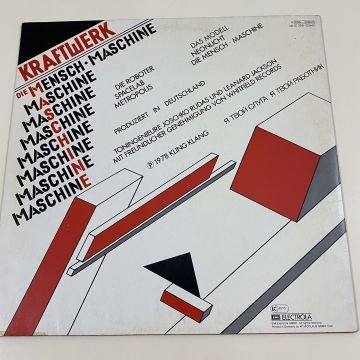 KRAFTWERK
DIE MENSCH·MASCHINE
MASCHINE
MASCHINE
MASCHINE
MASCHINE
MASCHINE
MASCHINE
MASCHINE
DIE ROBOTER
SPACELAB
METROPOLIS
DAS MODELL
NEONLICHT
DIE MENSCH · MASCHINE
PRODUZIERT IN DEUTSCHLAND
TONINGENIEURE JOSCHKO RUDAS UND LEANARD JACKSON
MIT FREUNDLICHER GENEHMIGUNG VON WHITFIELD RECORDS
Ⓟ 1978 KLING KLANG
Я ТВОЙ СЛУГА Я ТВОЙ РАБОТНИК
EMI ELECTROLA